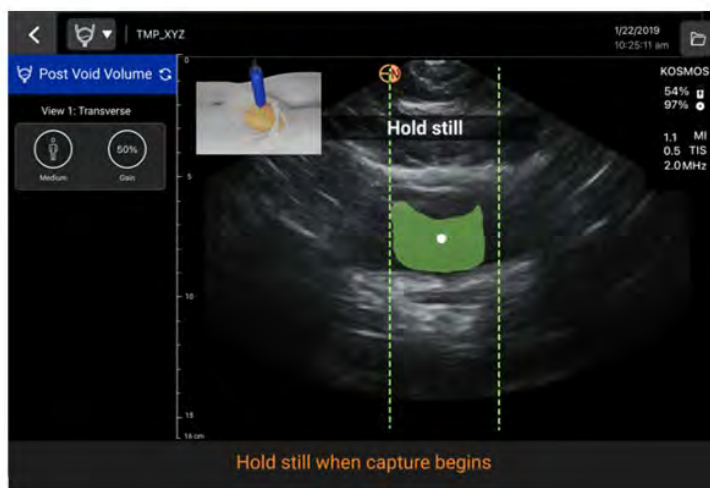 TMP_XYZ
1/22/2019
10:25:11 am
Post Void Volume
View 1: Transverse
Medium
50%
Gain
Hold still
KOSMOS
54%
97%
1.1 MI
0.5 TIS
2.0MHz
0
5
10
15
16 cm
Hold still when capture begins